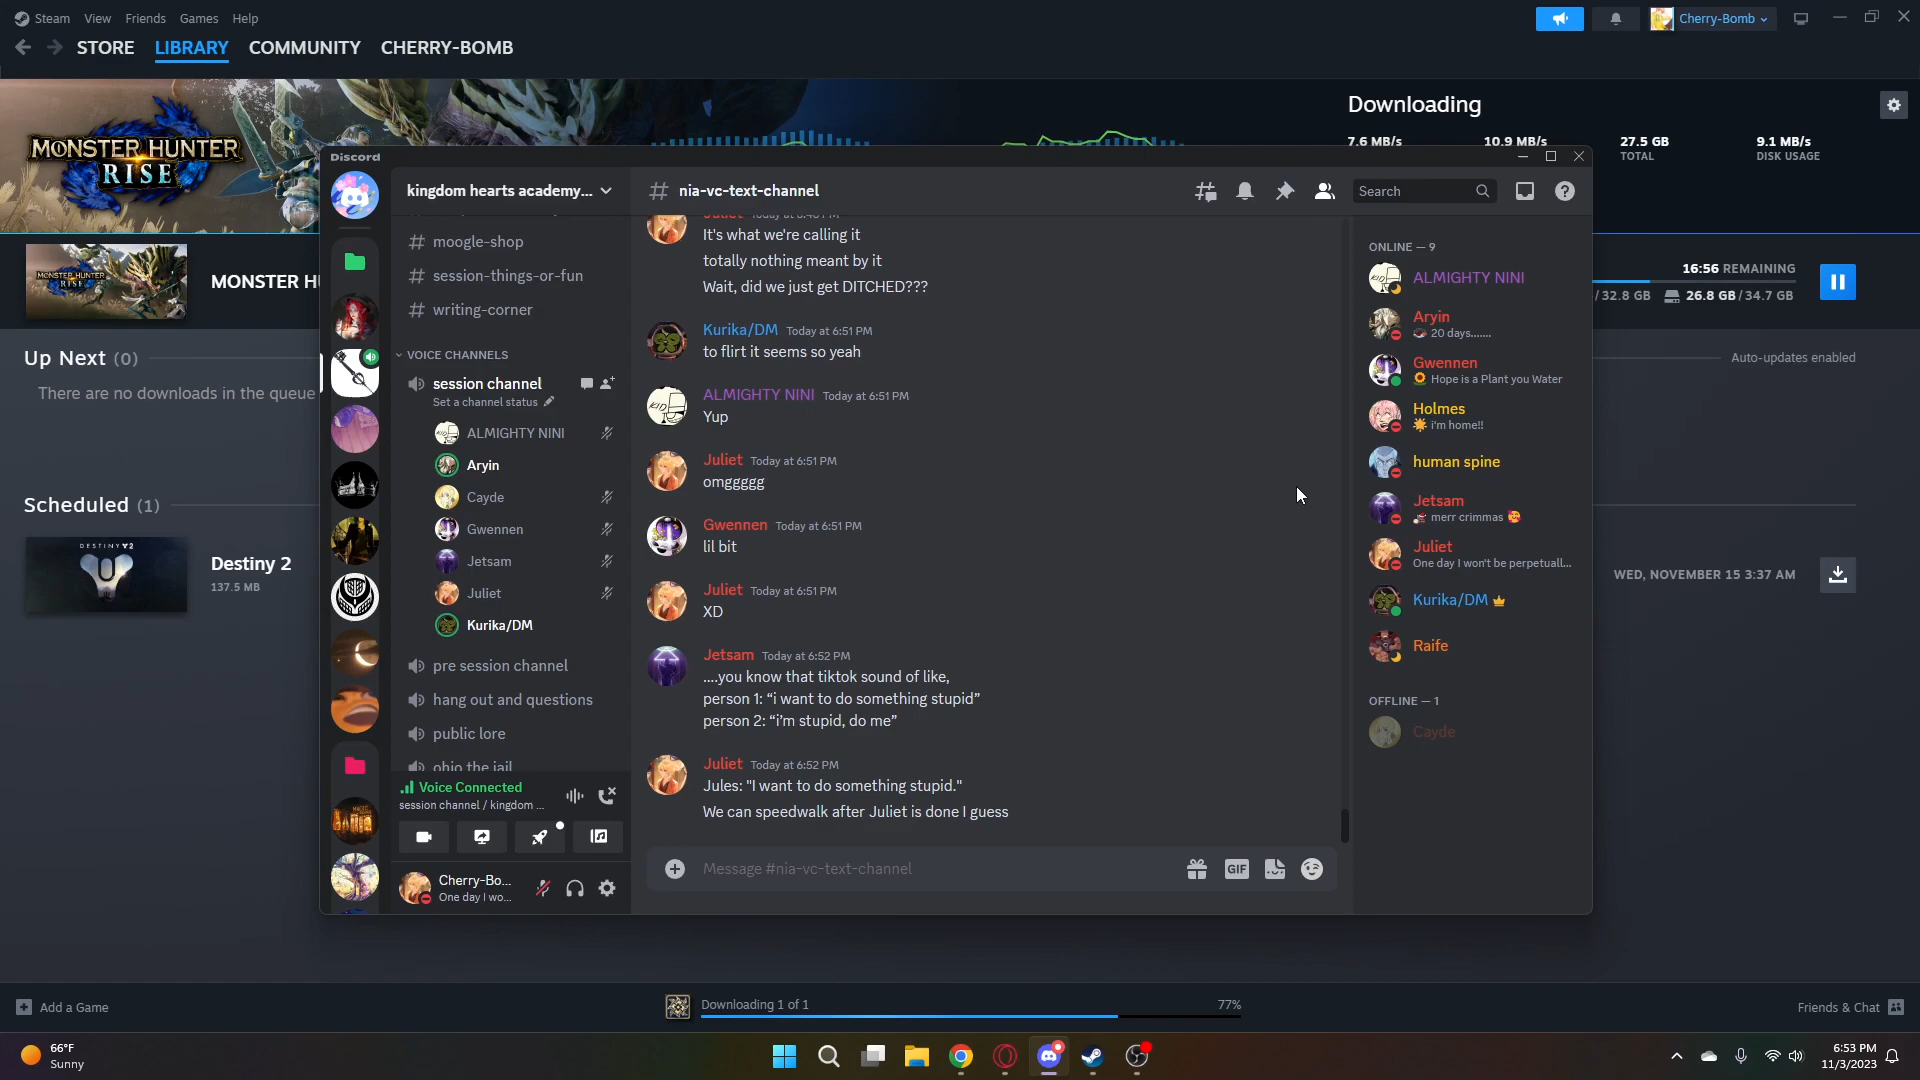 Steam View Friends Games Help
Cherry-Bomb
STORE LIBRARY COMMUNITY CHERRY-BOMB
MONSTER HUNTER
RISE
Downloading
7.6 MB/s 10.9 MB/s 27.5 GB 9.1 MB/s
TOTAL DISK USAGE
MONSTER HUNTER
RISE
MONSTER HU
16:56 REMAINING
/ 32.8 GB 26.8 GB / 34.7 GB
Up Next (0)
Auto-updates enabled
There are no downloads in the queue
Scheduled (1)
DESTINY 2
Destiny 2
137.5 MB
WED, NOVEMBER 15 3:37 AM
Discord
kingdom hearts academy...
# moogle-shop
# session-things-or-fun
# writing-corner
VOICE CHANNELS
session channel
Set a channel status
KID
ALMIGHTY NINI
Aryin
Cayde
Gwennen
Jetsam
Juliet
Kurika/DM
pre session channel
hang out and questions
public lore
ohio the jail
Voice Connected
session channel / kingdom ...
Cherry-Bo...
One day I wo...
# nia-vc-text-channel
Search
Juliet
It's what we're calling it
totally nothing meant by it
Wait, did we just get DITCHED???
Kurika/DM Today at 6:51 PM
to flirt it seems so yeah
KID
ALMIGHTY NINI Today at 6:51 PM
Yup
Juliet Today at 6:51 PM
omggggg
Gwennen Today at 6:51 PM
lil bit
Juliet Today at 6:51 PM
XD
Jetsam Today at 6:52 PM
....you know that tiktok sound of like,
person 1: “i want to do something stupid”
person 2: “i’m stupid, do me”
Juliet Today at 6:52 PM
Jules: "I want to do something stupid."
We can speedwalk after Juliet is done I guess
Message #nia-vc-text-channel
GIF
ONLINE — 9
KID
ALMIGHTY NINI
Aryin
20 days.......
Gwennen
Hope is a Plant you Water
Holmes
i'm home!!
human spine
Jetsam
merr crimmas
Juliet
One day I won't be perpetuall...
Kurika/DM
Raife
OFFLINE — 1
Cayde
Add a Game
Downloading 1 of 1
77%
Friends & Chat
66°F
Sunny
6:53 PM
11/3/2023